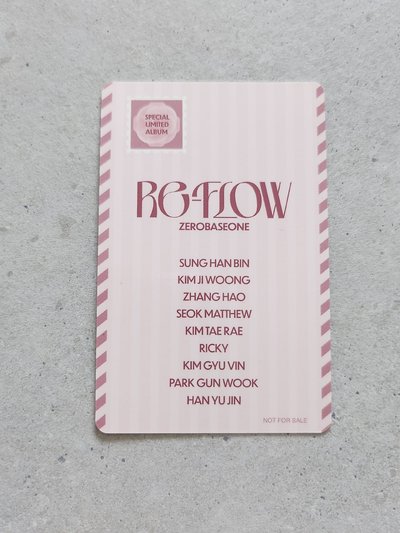 SPECIAL
LIMITED
ALBUM
RE-FLOW
ZEROBASEONE
SUNG HAN BIN
KIM JI WOONG
ZHANG HAO
SEOK MATTHEW
KIM TAE RAE
RICKY
KIM GYU VIN
PARK GUN WOOK
HAN YU JIN
NOT FOR SALE